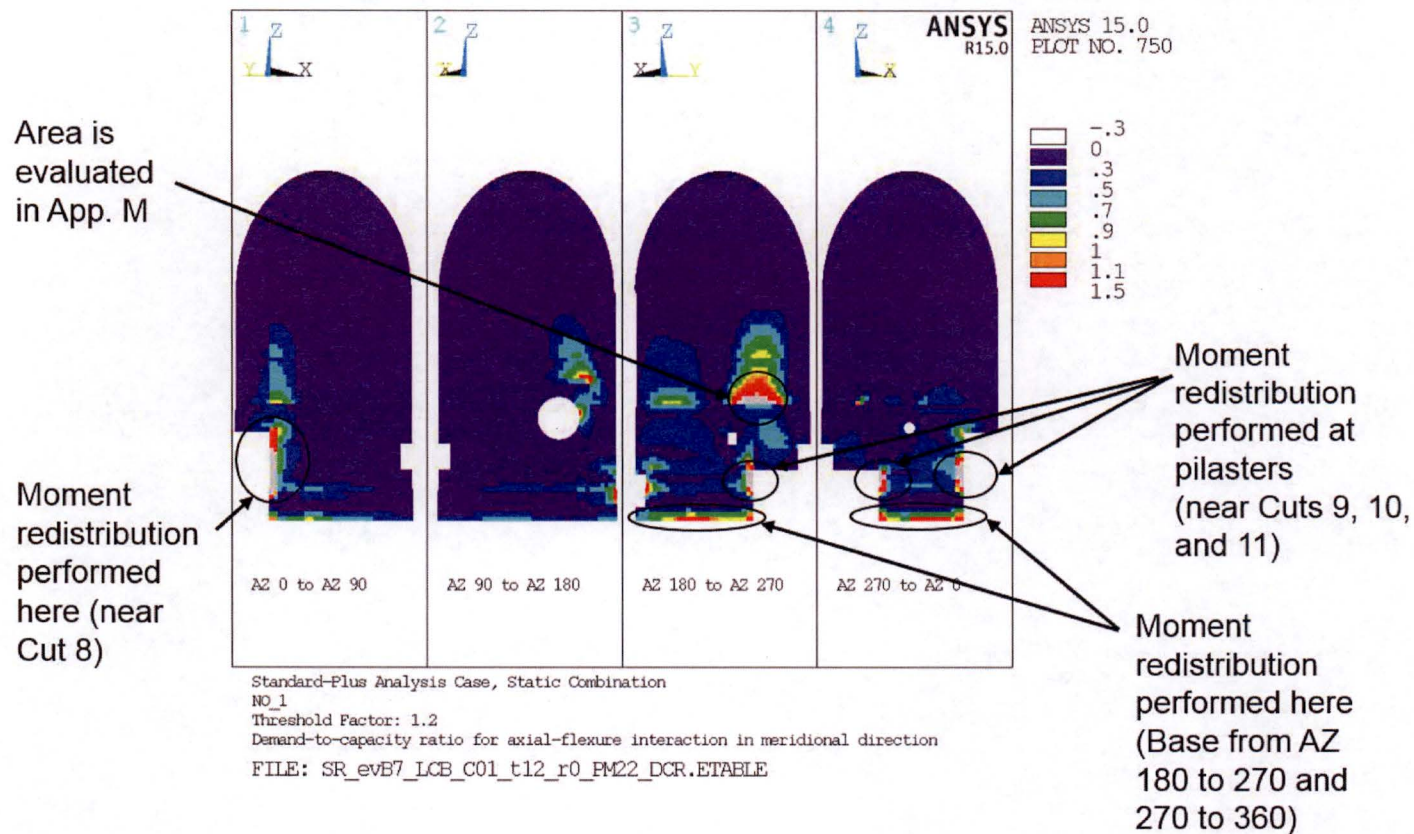 1
Z
Y
X
2
Z
X
3
Z
X
Y
4
Z
X
ANSYS
R15.0
ANSYS 15.0
PLOT NO. 750
-.3
0
.3
.5
.7
.9
1
1.1
1.5
Area is
evaluated
in App. M
Moment
redistribution
performed
here (near
Cut 8)
Moment
redistribution
performed at
pilasters
(near Cuts 9, 10,
and 11)
Moment
redistribution
performed here
(Base from AZ
180 to 270 and
270 to 360)
AZ 0 to AZ 90
AZ 90 to AZ 180
AZ 180 to AZ 270
AZ 270 to AZ 0
Standard-Plus Analysis Case, Static Combination
NO_1
Threshold Factor: 1.2
Demand-to-capacity ratio for axial-flexure interaction in meridional direction
FILE: SR_evB7_LCB_C01_t12_r0_PM22_DCR.ETABLE